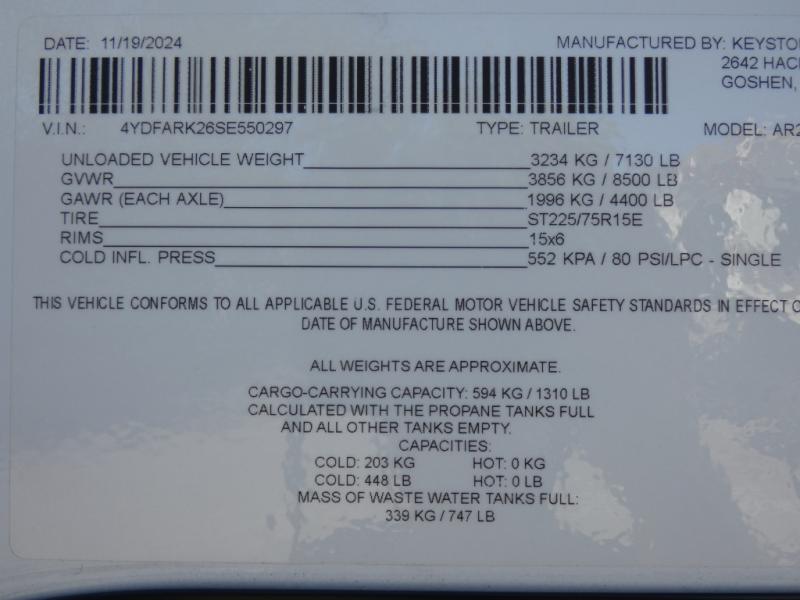 DATE: 11/19/2024 MANUFACTURED BY: KEYSTO
2642 HAC
GOSHEN,
V.I.N.: 4YDFARK26SE550297 TYPE: TRAILER MODEL: AR2
UNLOADED VEHICLE WEIGHT 3234 KG / 7130 LB
GVWR 3856 KG / 8500 LB
GAWR (EACH AXLE) 1996 KG / 4400 LB
TIRE ST225/75R15E
RIMS 15x6
COLD INFL. PRESS 552 KPA / 80 PSI/LPC - SINGLE
THIS VEHICLE CONFORMS TO ALL APPLICABLE U.S. FEDERAL MOTOR VEHICLE SAFETY STANDARDS IN EFFECT O
DATE OF MANUFACTURE SHOWN ABOVE.
ALL WEIGHTS ARE APPROXIMATE.
CARGO-CARRYING CAPACITY: 594 KG / 1310 LB
CALCULATED WITH THE PROPANE TANKS FULL
AND ALL OTHER TANKS EMPTY.
CAPACITIES:
COLD: 203 KG HOT: 0 KG
COLD: 448 LB HOT: 0 LB
MASS OF WASTE WATER TANKS FULL:
339 KG / 747 LB